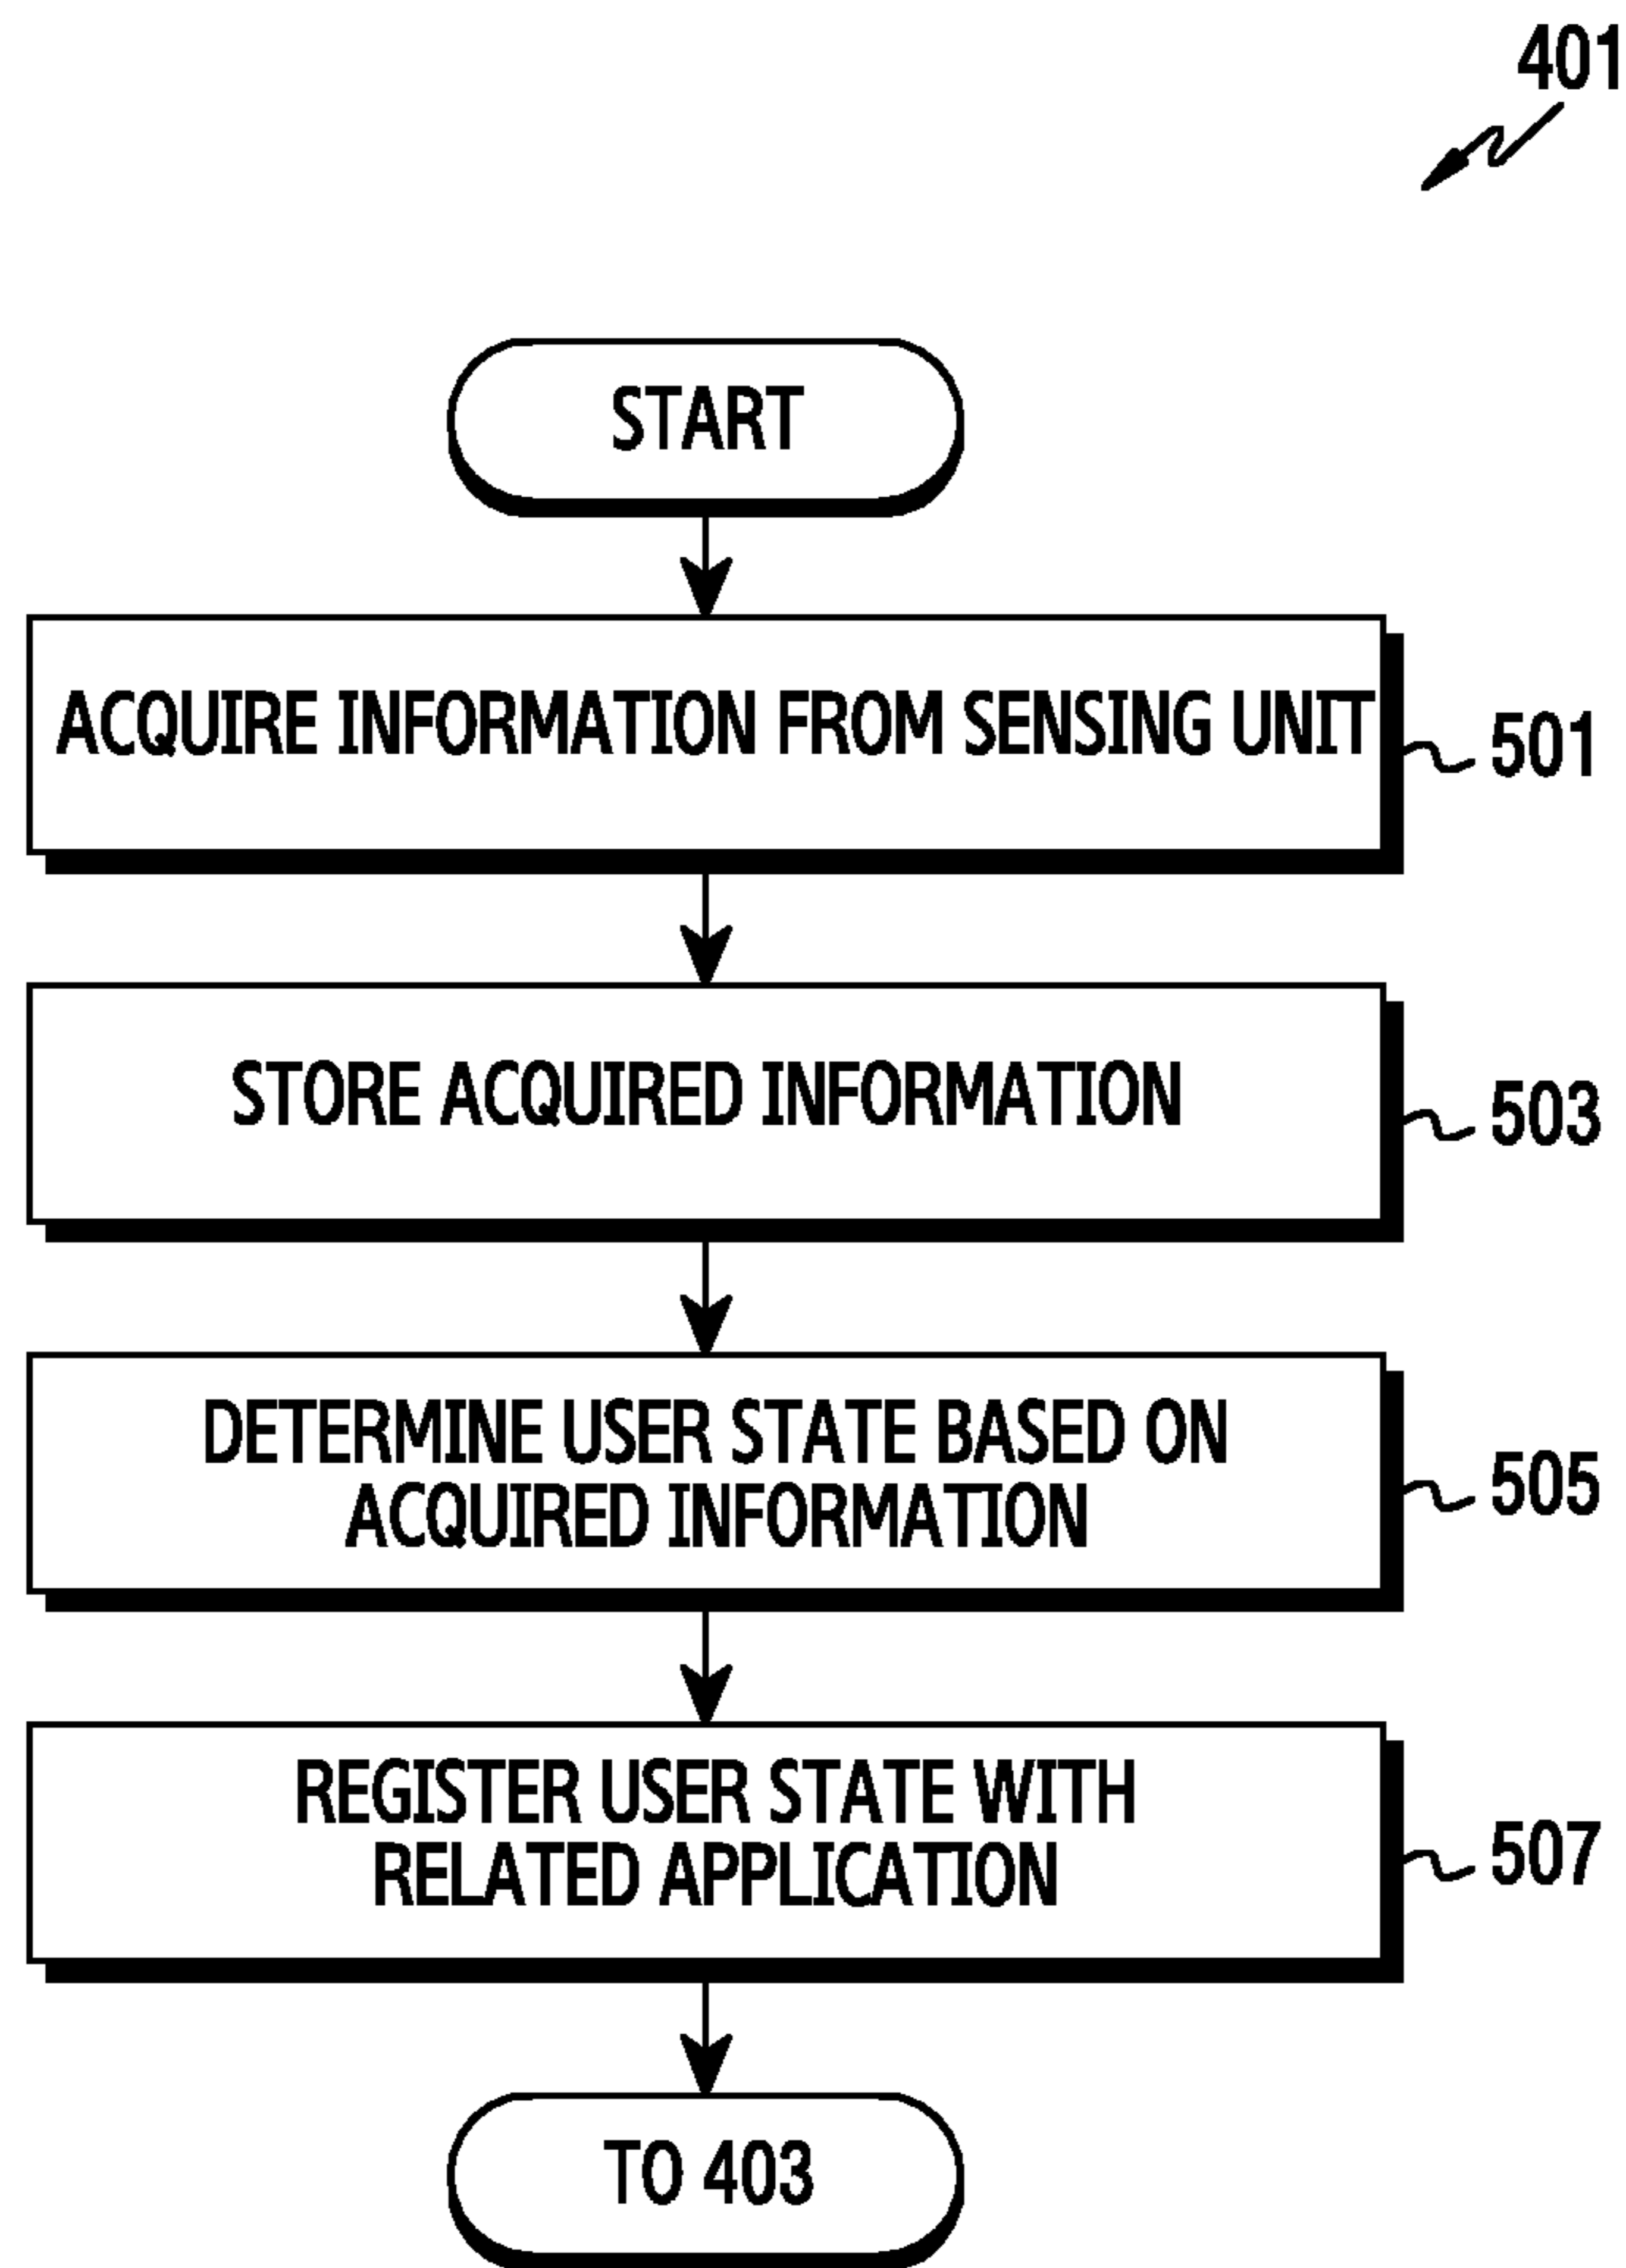 401
START
ACQUIRE INFORMATION FROM SENSING UNIT
501
STORE ACQUIRED INFORMATION
503
DETERMINE USER STATE BASED ON
ACQUIRED INFORMATION
505
REGISTER USER STATE WITH
RELATED APPLICATION
507
TO 403